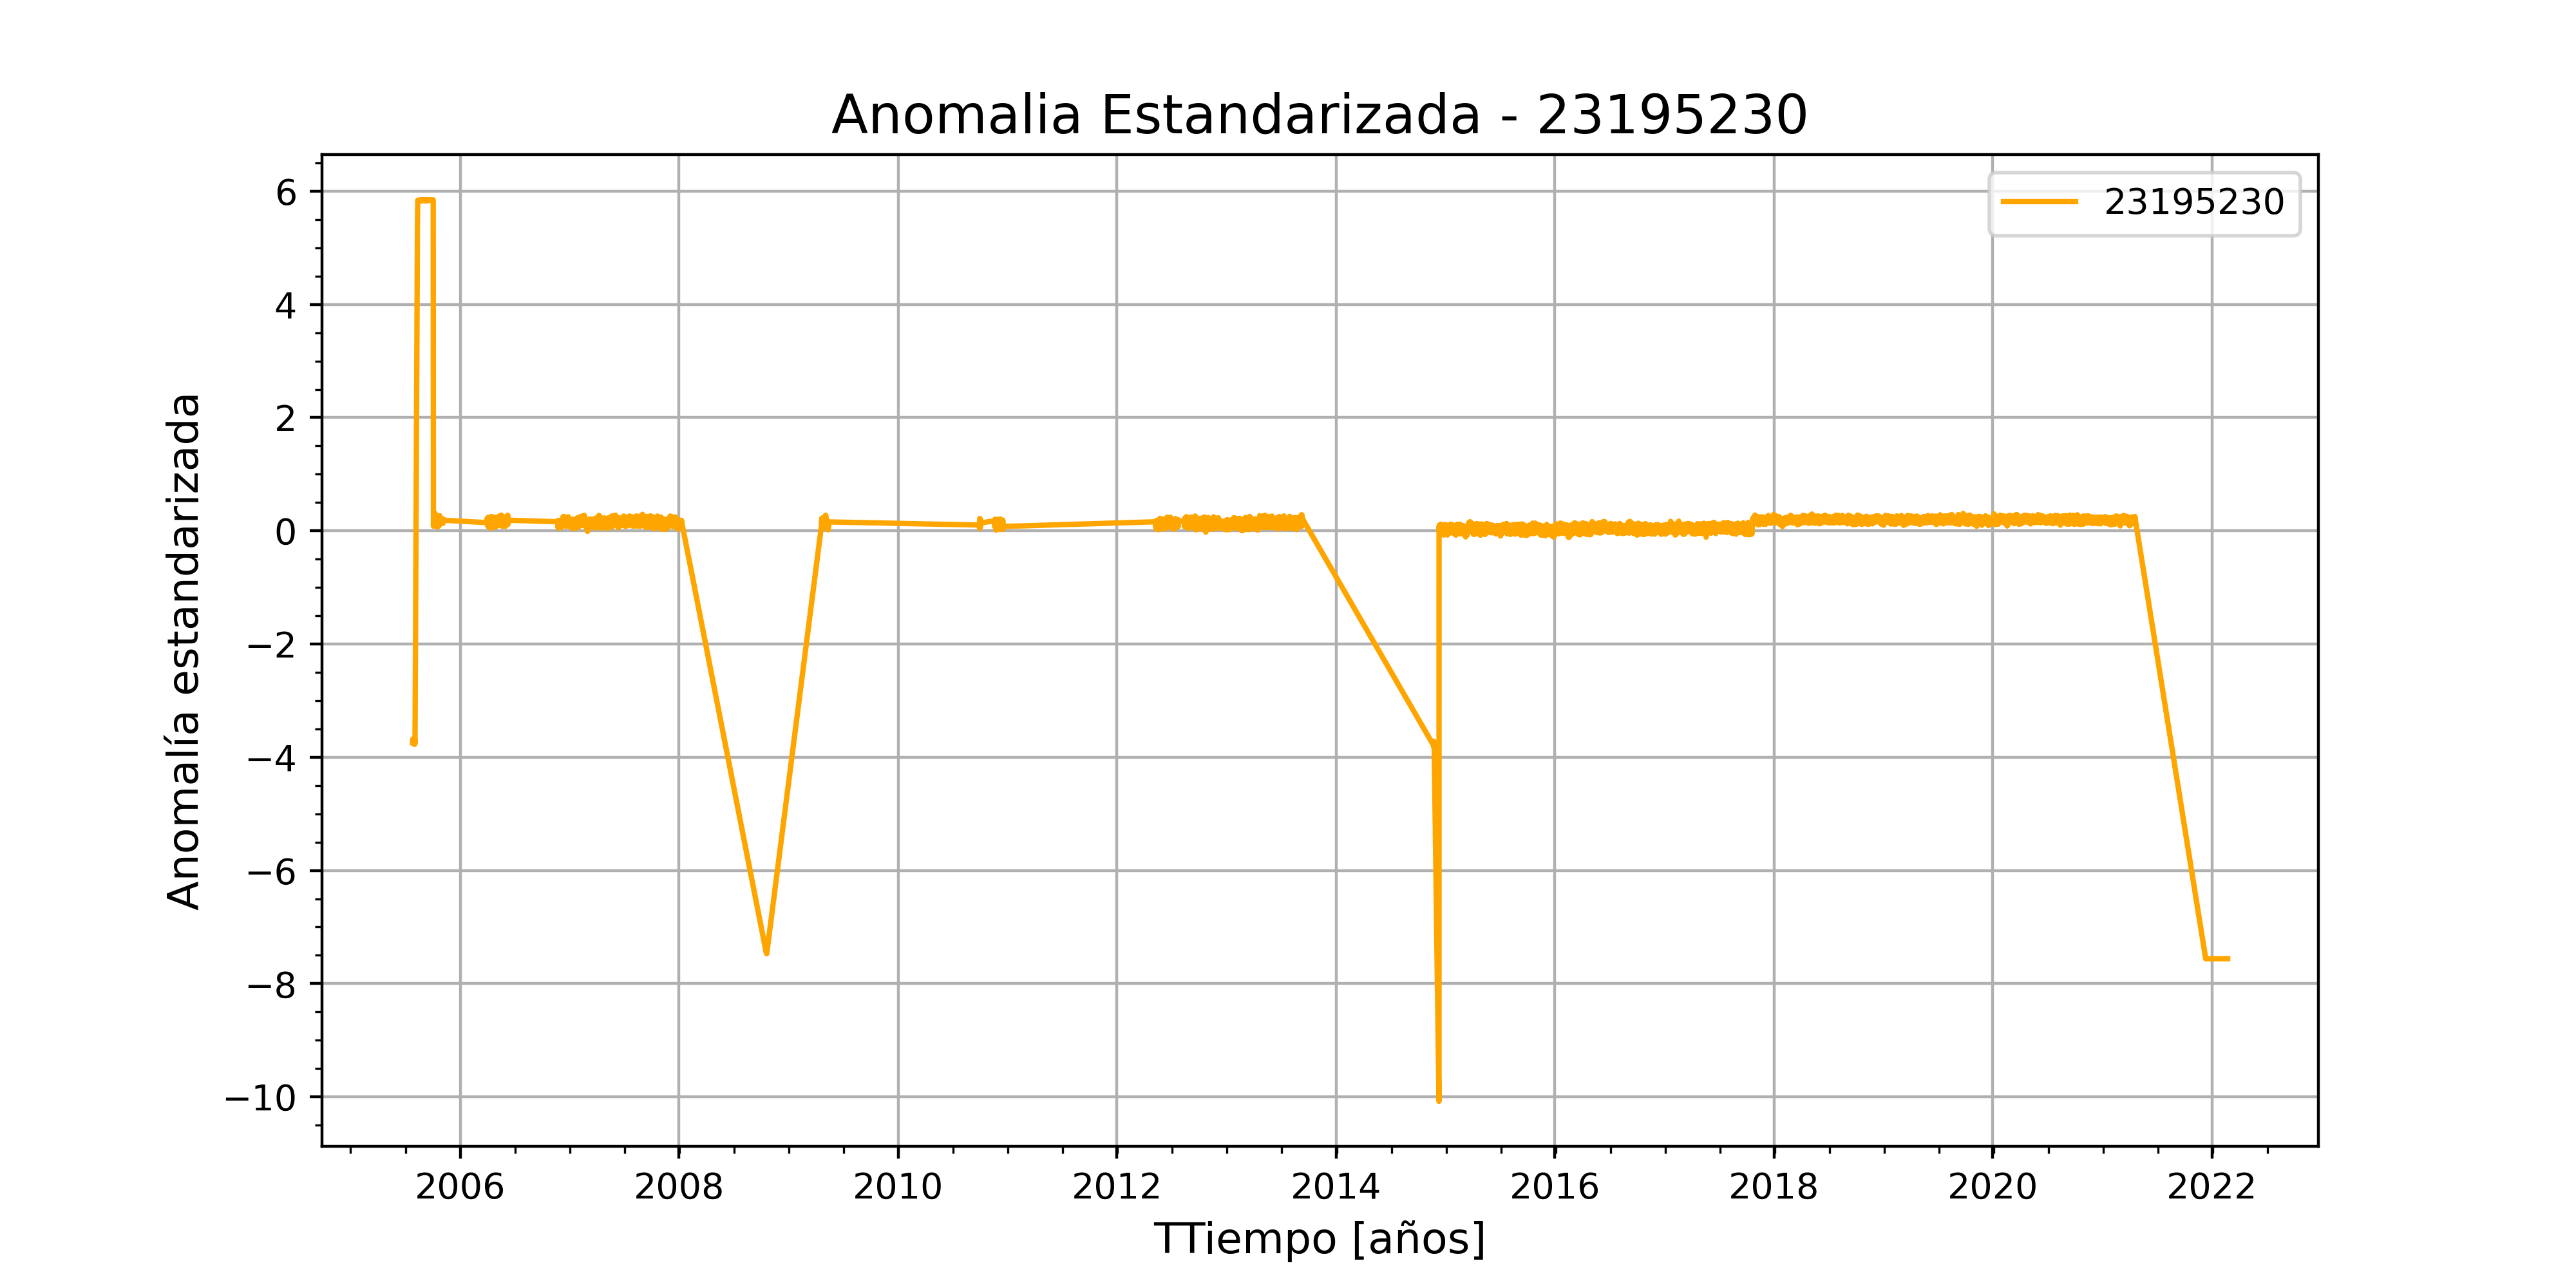 Anomalia Estandarizada - 23195230
23195230
Anomalía estandarizada
6
4
2
0
−2
−4
−6
−8
−10
2006 2008 2010 2012 2014 2016 2018 2020 2022
TTiempo [años]